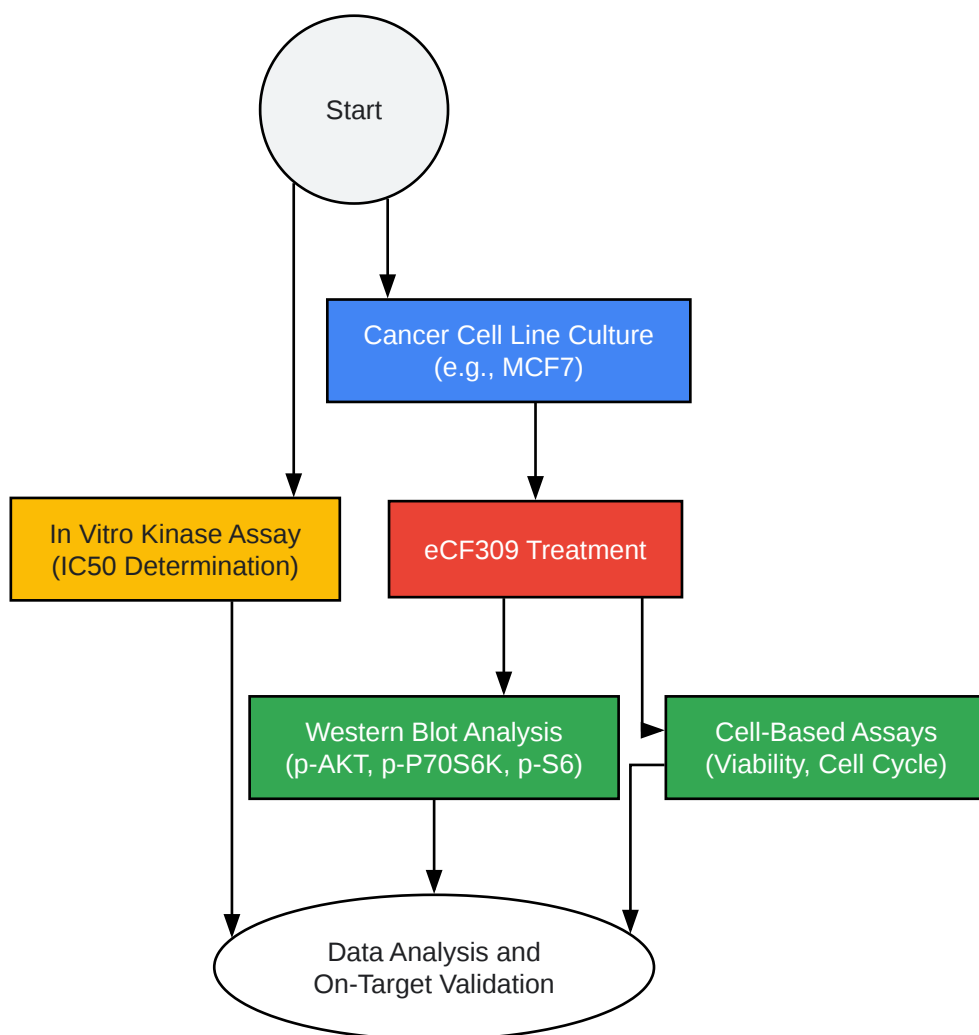 Start
Cancer Cell Line Culture
(e.g., MCF7)
In Vitro Kinase Assay
(IC50 Determination)
eCF309 Treatment
Western Blot Analysis
(p-AKT, p-P70S6K, p-S6)
Cell-Based Assays
(Viability, Cell Cycle)
Data Analysis and
On-Target Validation